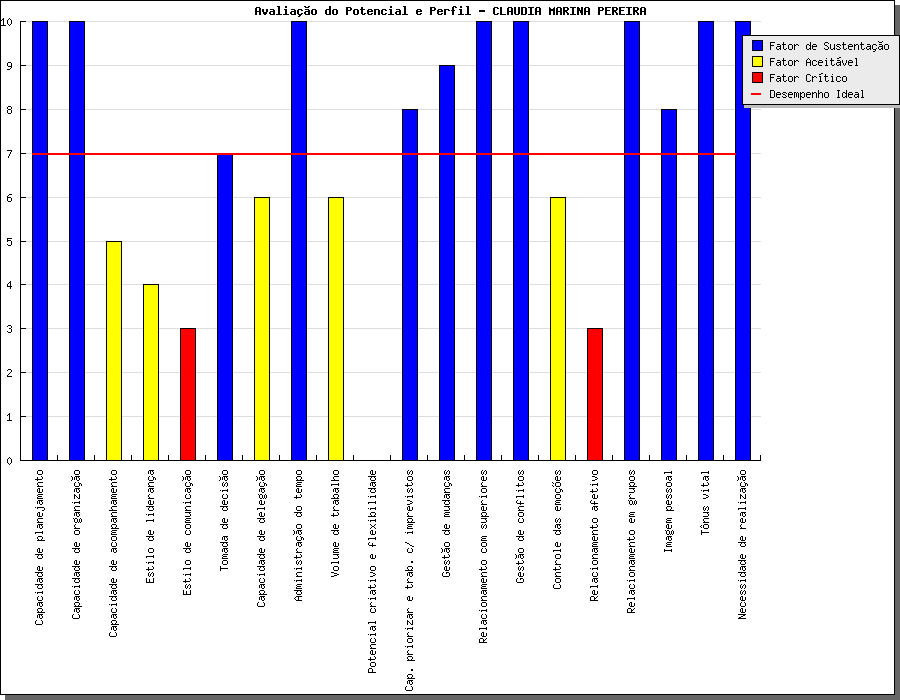 Avaliação do Potencial e Perfil - CLAUDIA MARINA PEREIRA
Fator de Sustentação
Fator Aceitável
Fator Crítico
Desempenho Ideal
10
9
8
7
6
5
4
3
2
1
0
Capacidade de planejamento
Capacidade de organização
Capacidade de acompanhamento
Estilo de liderança
Estilo de comunicação
Tomada de decisão
Capacidade de delegação
Administração do tempo
Volume de trabalho
Potencial criativo e flexibilidade
Cap. priorizar e trab. c/ imprevistos
Gestão de mudanças
Relacionamento com superiores
Gestão de conflitos
Controle das emoções
Relacionamento afetivo
Relacionamento em grupos
Imagem pessoal
Tônus vital
Necessidade de realização